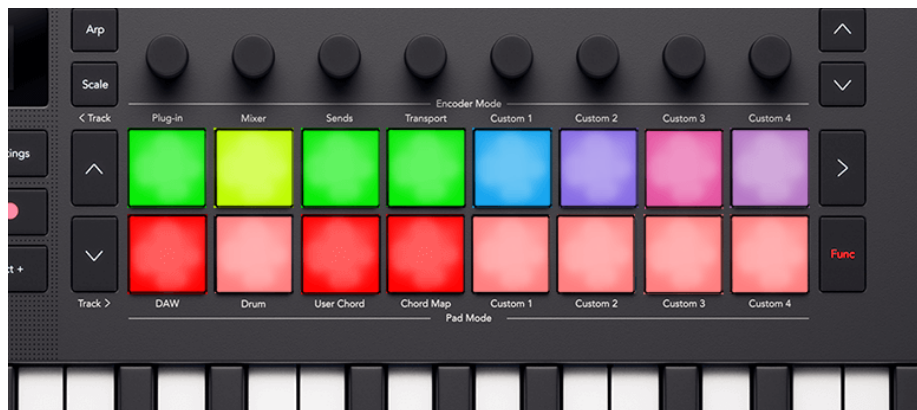 Arp
Scale
Encoder Mode
< Track Plug-in Mixer Sends Transport Custom 1 Custom 2 Custom 3 Custom 4
Func
Track > DAW Drum User Chord Chord Map Custom 1 Custom 2 Custom 3 Custom 4
Pad Mode